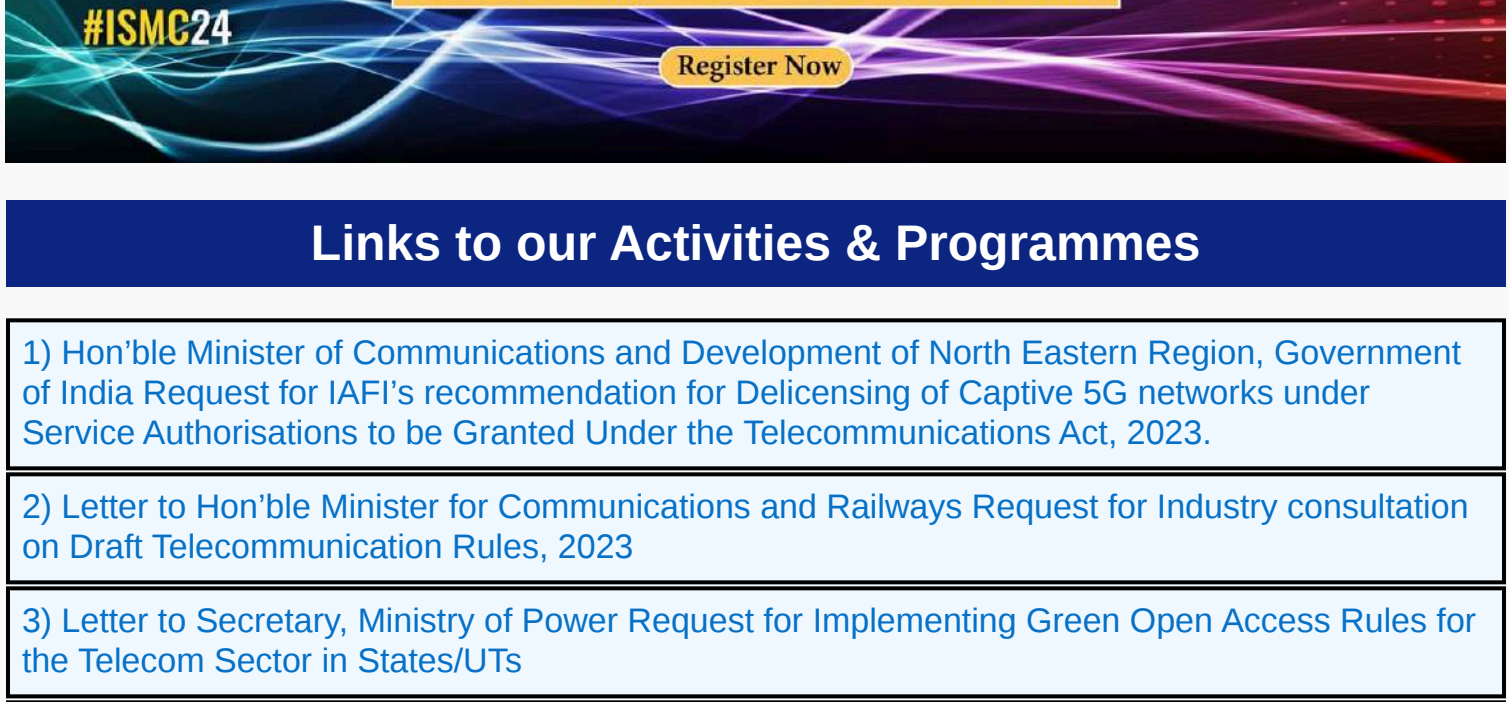 #ISMC24
Register Now
Links to our Activities & Programmes
1) Hon’ble Minister of Communications and Development of North Eastern Region, Government
of India Request for IAFI’s recommendation for Delicensing of Captive 5G networks under
Service Authorisations to be Granted Under the Telecommunications Act, 2023.
2) Letter to Hon’ble Minister for Communications and Railways Request for Industry consultation
on Draft Telecommunication Rules, 2023
3) Letter to Secretary, Ministry of Power Request for Implementing Green Open Access Rules for
the Telecom Sector in States/UTs